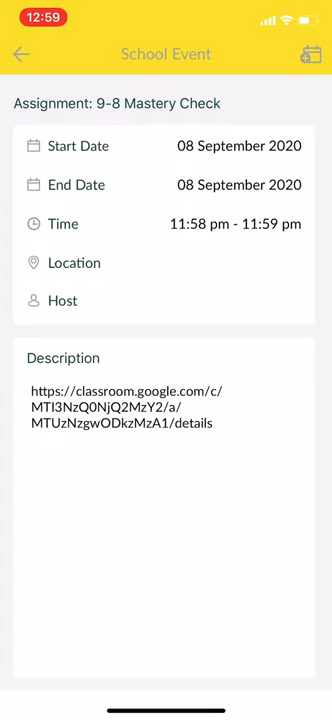 12:59
School Event
Assignment: 9-8 Mastery Check
Start Date 08 September 2020
End Date 08 September 2020
Time 11:58 pm - 11:59 pm
Location
Host
Description
https://classroom.google.com/c/
MTI3NzQ0NjQ2MzY2/a/
MTUzNzgwODkzMzA1/details